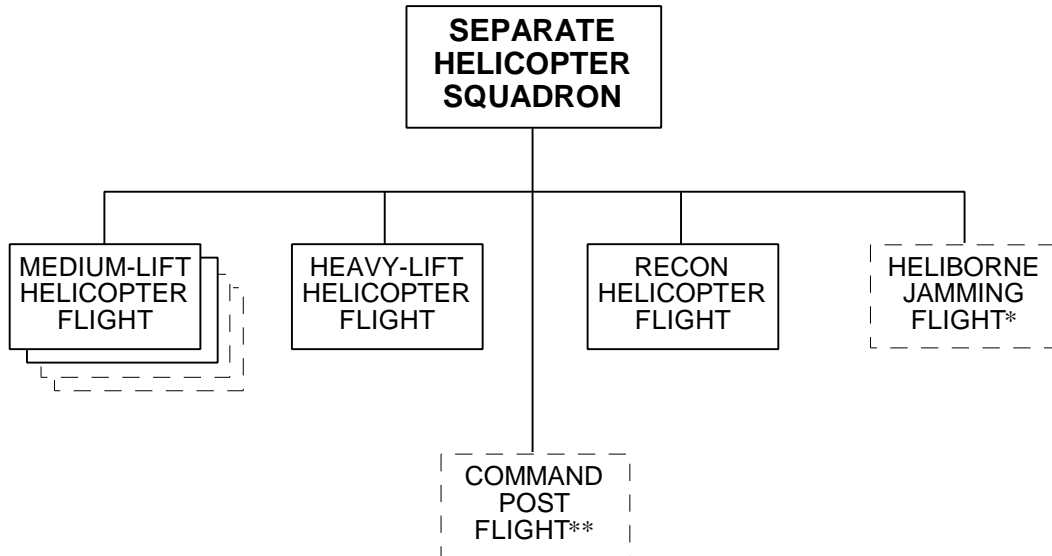 SEPARATE
HELICOPTER
SQUADRON
MEDIUM-LIFT
HELICOPTER
FLIGHT
HEAVY-LIFT
HELICOPTER
FLIGHT
RECON
HELICOPTER
FLIGHT
HELIBORNE
JAMMING
FLIGHT*
COMMAND
POST
FLIGHT**